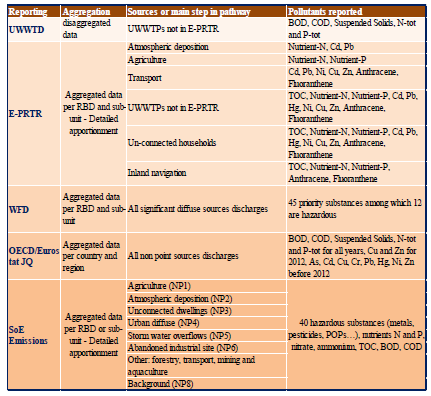 Reporting Aggregation Sources or main step in pathway Pollutants reported
UWWTD
disaggregated
data
UWWTPs not in E-PRTR
BOD, COD, Suspended Solids, N-tot
and P-tot
E-PRTR
Aggregated data
per RBD and sub-
unit - Detailed
apportionment
Atmospheric deposition
Nutrient-N, Cd, Pb
Agriculture
Nutrient-N, Nutrient-P
Transport
Cd, Pb, Ni, Cu, Zn, Anthracene,
Fluoranthene
UWWTPs not in E-PRTR
TOC, Nutrient-N, Nutrient-P, Cd, Pb,
Hg, Ni, Cu, Zn, Anthracene,
Fluoranthene
Un-connected households
TOC, Nutrient-N, Nutrient-P, Cd, Pb,
Hg, Ni, Cu, Zn, Anthracene,
Fluoranthene
Inland navigation
TOC, Nutrient-N, Nutrient-P,
Anthracene, Fluoranthene
WFD
Aggregated data
per RBD and sub-
unit
All significant diffuse sources discharges
45 priority substances among which 12
are hazardous
OECD/Euros
tat JQ
Aggregated data
per country and
region
All non point sources discharges
BOD, COD, Suspended Solids, N-tot
and P-tot for all years, Cu and Zn for
2012, As, Cd, Cu, Cr, Pb, Hg, Ni, Zn
before 2012
SoE
Emissions
Aggregated data
per RBD or sub-
unit - Detailed
apportionment
Agriculture (NP1)
Atmospheric deposition (NP2)
Unconnected dwellings (NP3)
Urban diffuse (NP4)
Storm water overflows (NP5)
Abandoned industrial site (NP6)
Other: forestry, transport, mining and
aquaculture
Background (NP8)
40 hazardous substances (metals,
pesticides, POPs…), nutrients N and P,
nitrate, ammonium, TOC, BOD, COD